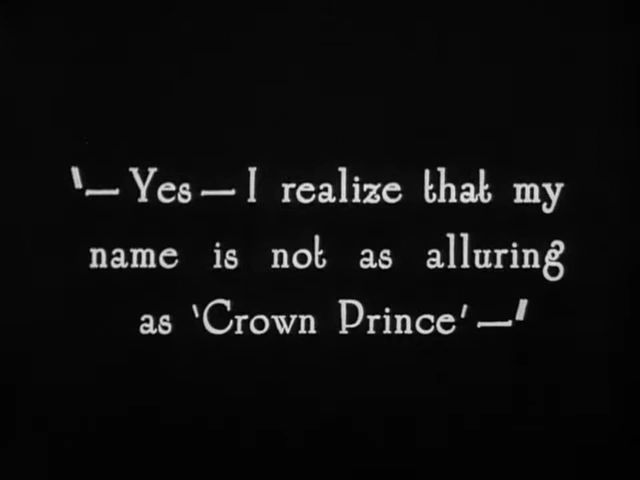 "—Yes—I realize that my
name is not as alluring
as 'Crown Prince'—"